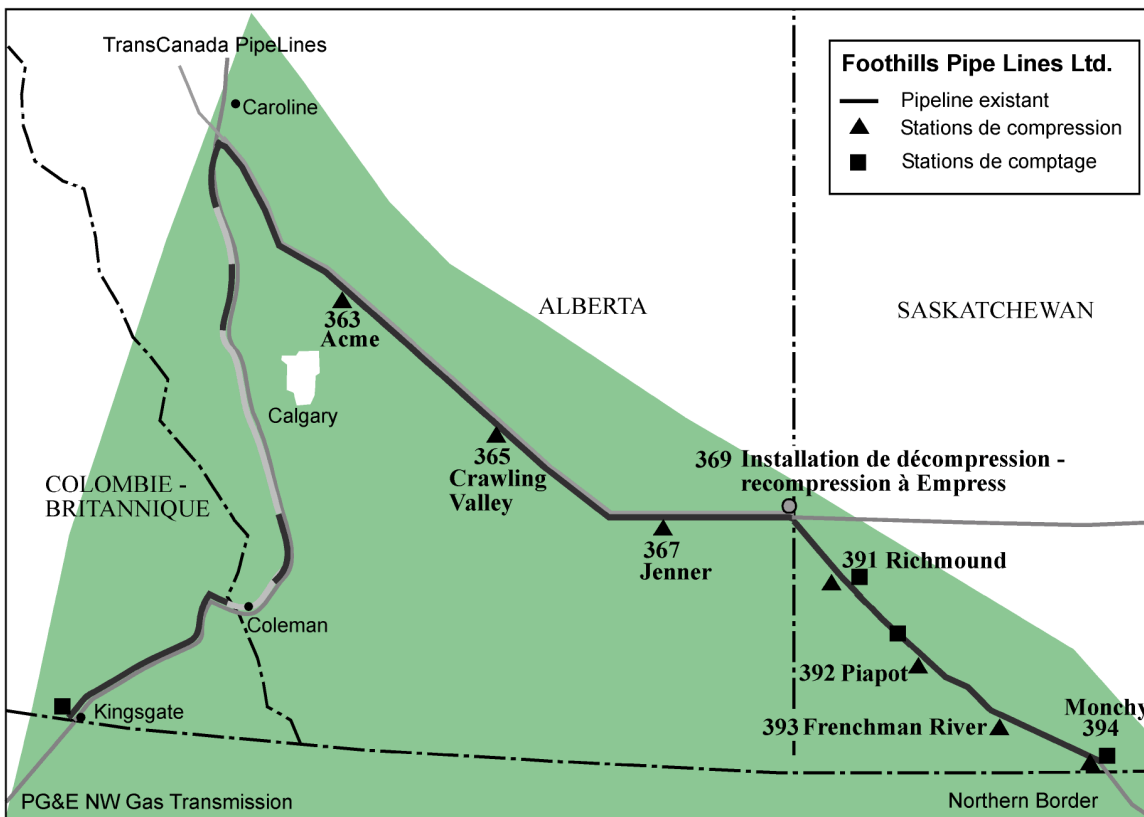 TransCanada PipeLines
Caroline
Foothills Pipe Lines Ltd.
Pipeline existant
Stations de compression
Stations de comptage
ALBERTA
SASKATCHEWAN
363
Acme
Calgary
365
Crawling
Valley
369 Installation de décompression -
recompression à Empress
COLOMBIE -
BRITANNIQUE
367
Jenner
391 Richmound
Coleman
392 Piapot
Kingsgate
393 Frenchman River
Monchy
394
PG&E NW Gas Transmission
Northern Border